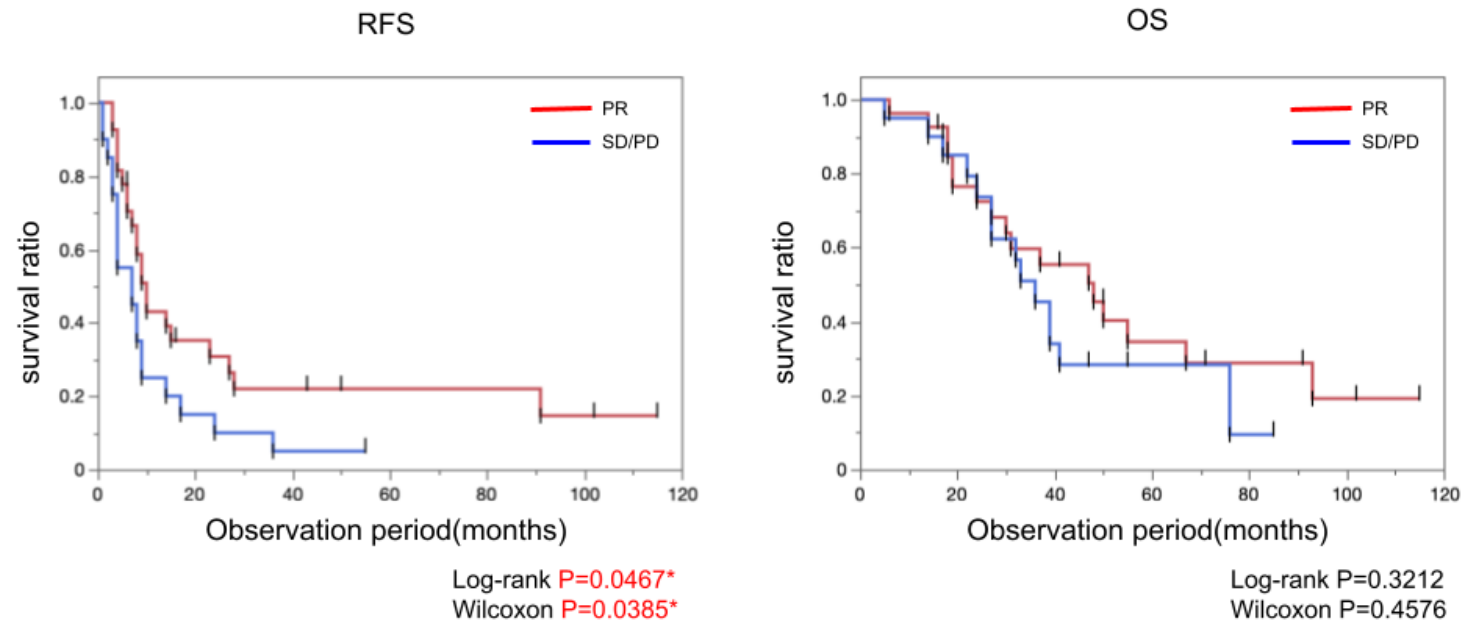 RFS
1.0
0.8
0.6
0.4
0.2
0
survival ratio
PR
SD/PD
0 20 40 60 80 100 120
Observation period(months)
Log-rank P=0.0467*
Wilcoxon P=0.0385*
OS
1.0
0.8
0.6
0.4
0.2
0
survival ratio
PR
SD/PD
0 20 40 60 80 100 120
Observation period(months)
Log-rank P=0.3212
Wilcoxon P=0.4576